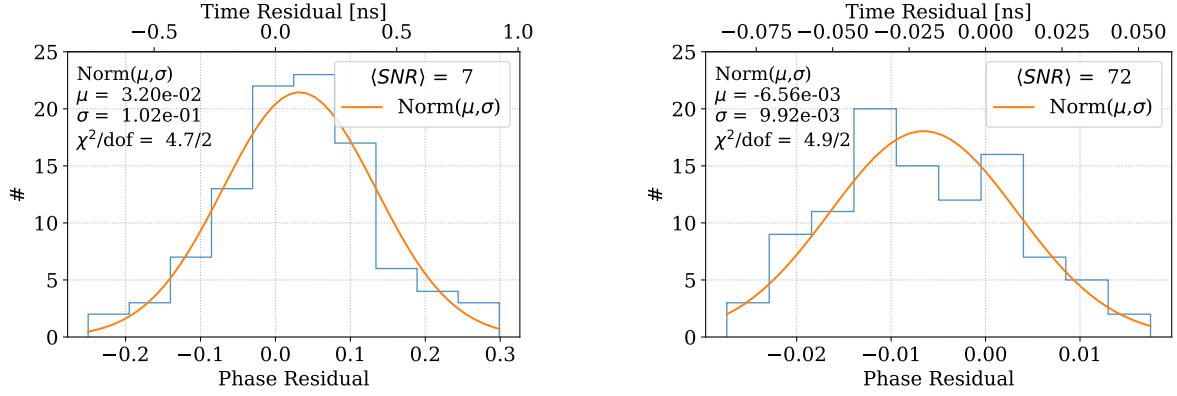 Time Residual [ns]
−0.5 0.0 0.5 1.0
25
20
15
10
5
0
#
Norm(μ,σ)
μ = 3.20e-02
σ = 1.02e-01
χ²/dof = 4.7/2
⟨SNR⟩ = 7
Norm(μ,σ)
−0.2 −0.1 0.0 0.1 0.2 0.3
Phase Residual
Time Residual [ns]
−0.075 −0.050 −0.025 0.000 0.025 0.050
25
20
15
10
5
0
#
Norm(μ,σ)
μ = -6.56e-03
σ = 9.92e-03
χ²/dof = 4.9/2
⟨SNR⟩ = 72
Norm(μ,σ)
−0.02 −0.01 0.00 0.01
Phase Residual